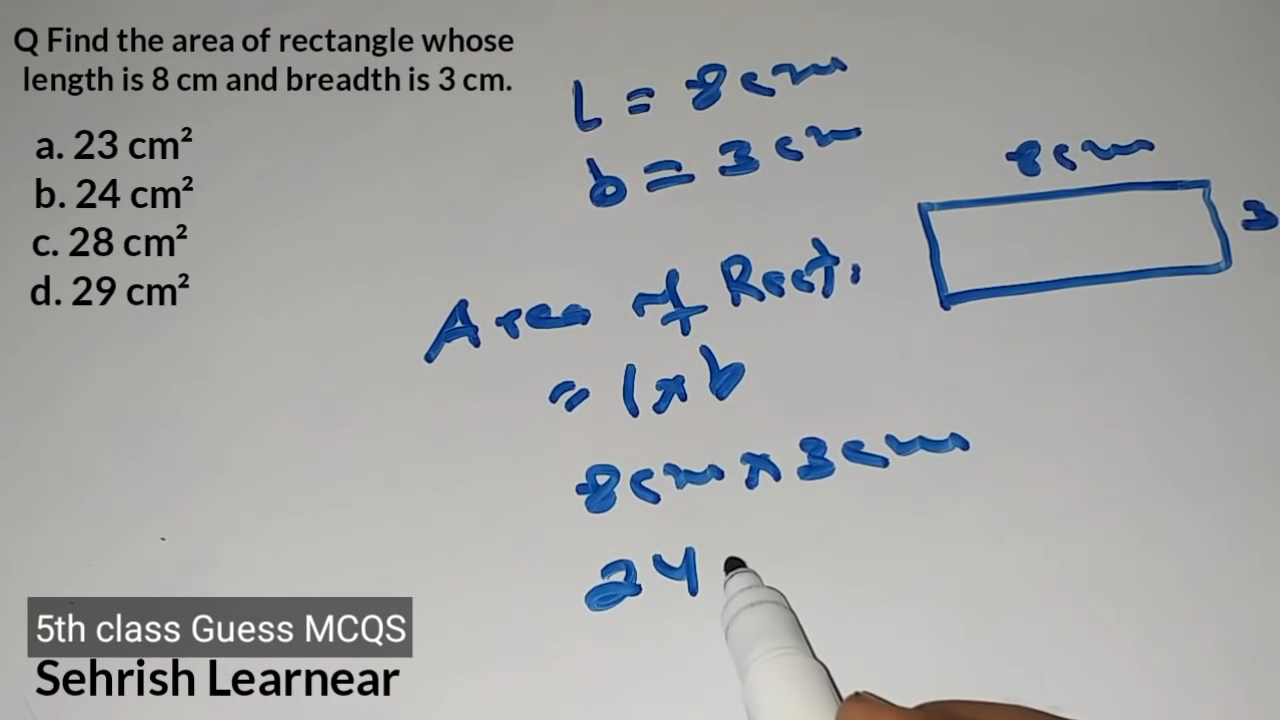 Q Find the area of rectangle whose
length is 8 cm and breadth is 3 cm.
a. 23 cm²
b. 24 cm²
c. 28 cm²
d. 29 cm²
l = 8cm
b = 3cm
8cm
3
Area of Rect.
= l×b
8cm×3cm
24
5th class Guess MCQS
Sehrish Learnear